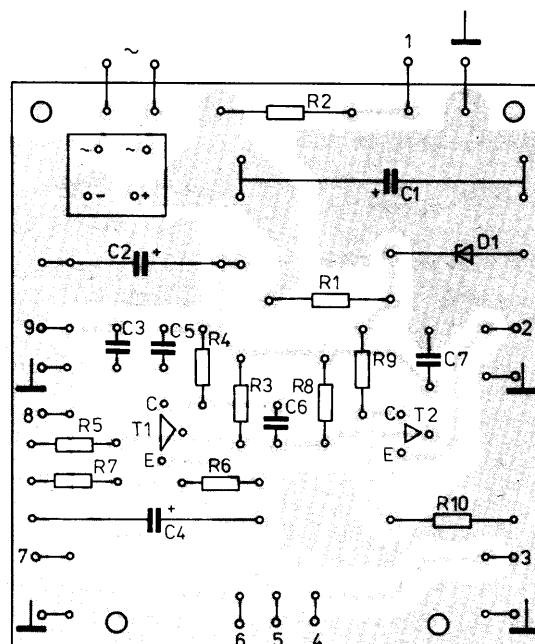 ~
1
R2
~ ~
- +
+ C1
C2 +
D1
R1
9
C3
C5
R4
R9
C7
2
R3
R8
8
C
T1
C6
C
T2
R5
E
E
R7
R6
+
C4
R10
7
3
6 5 4